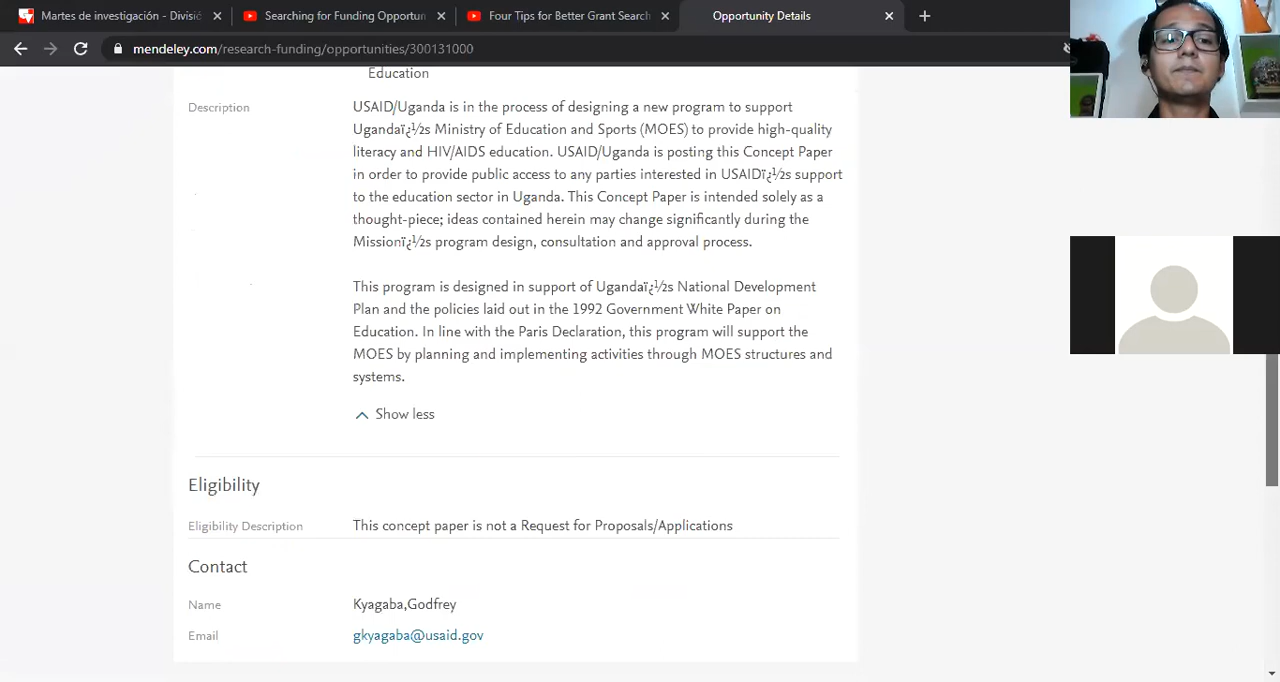 Martes de investigación - Divisió
Searching for Funding Opportun
Four Tips for Better Grant Search
Opportunity Details
mendeley.com/research-funding/opportunities/300131000
Education
Description
USAID/Uganda is in the process of designing a new program to support
Ugandaï¿½s Ministry of Education and Sports (MOES) to provide high-quality
literacy and HIV/AIDS education. USAID/Uganda is posting this Concept Paper
in order to provide public access to any parties interested in USAIDï¿½s support
to the education sector in Uganda. This Concept Paper is intended solely as a
thought-piece; ideas contained herein may change significantly during the
Missionï¿½s program design, consultation and approval process.
This program is designed in support of Ugandaï¿½s National Development
Plan and the policies laid out in the 1992 Government White Paper on
Education. In line with the Paris Declaration, this program will support the
MOES by planning and implementing activities through MOES structures and
systems.
Show less
Eligibility
Eligibility Description
This concept paper is not a Request for Proposals/Applications
Contact
Name
Kyagaba,Godfrey
Email
gkyagaba@usaid.gov